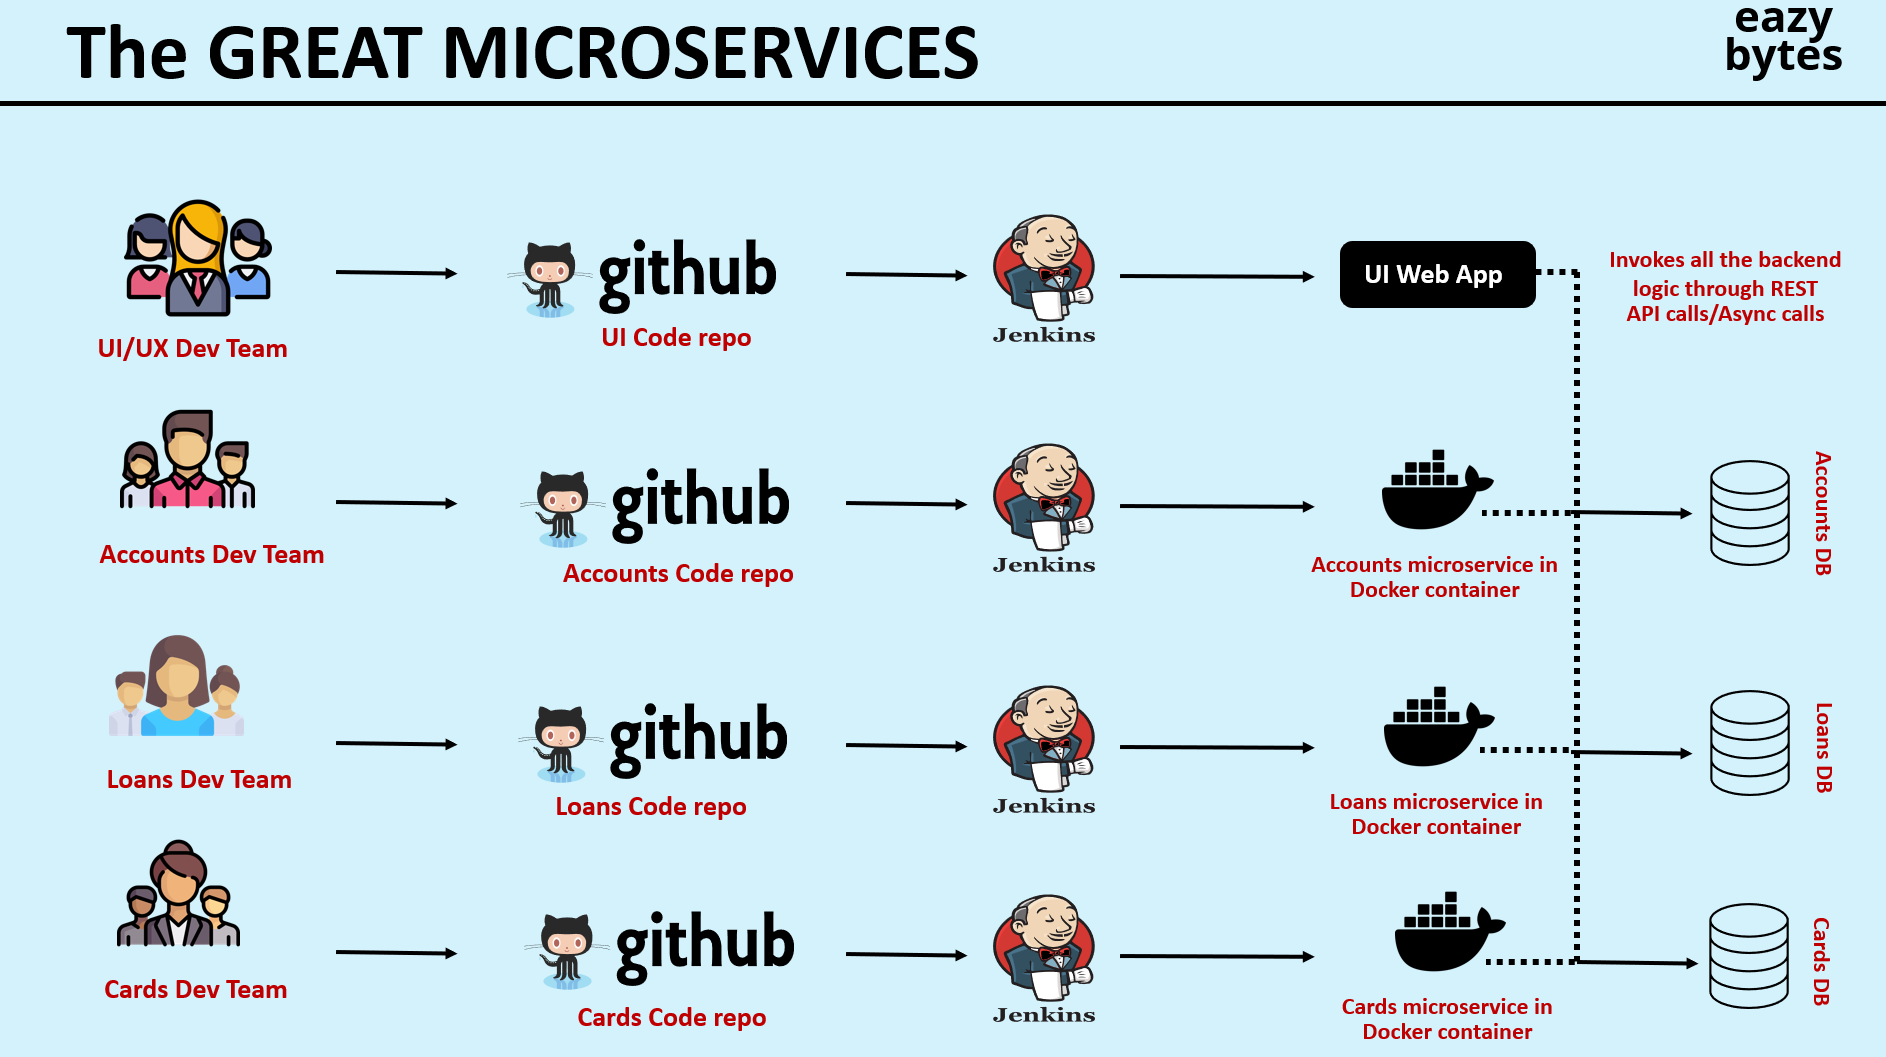 The GREAT MICROSERVICES
eazy
bytes
github
Jenkins
UI Web App
Invokes all the backend
logic through REST
API calls/Async calls
UI/UX Dev Team
UI Code repo
github
Jenkins
Accounts DB
Accounts Dev Team
Accounts Code repo
Accounts microservice in
Docker container
github
Jenkins
Loans DB
Loans Dev Team
Loans Code repo
Loans microservice in
Docker container
github
Jenkins
Cards DB
Cards Dev Team
Cards Code repo
Cards microservice in
Docker container